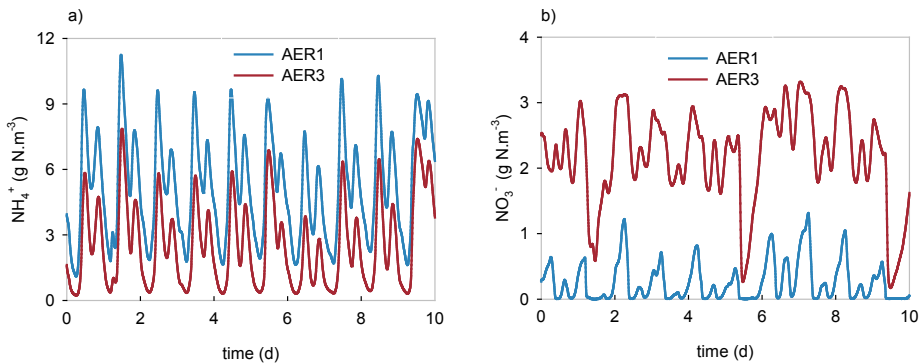 a)
12
9
6
3
0
NH₄⁺ (g N.m⁻³)
AER1
AER3
0 2 4 6 8 10
time (d)
b)
4
3
2
1
0
NO₃⁻ (g N.m⁻³)
AER1
AER3
0 2 4 6 8 10
time (d)